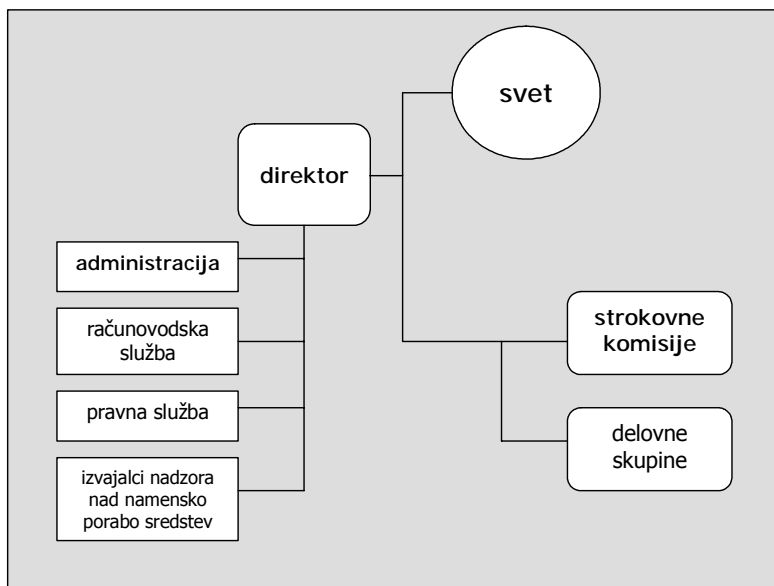 svet
direktor
administracija
računovodska
služba
pravna služba
izvajalci nadzora
nad namensko
porabo sredstev
strokovne
komisije
delovne
skupine